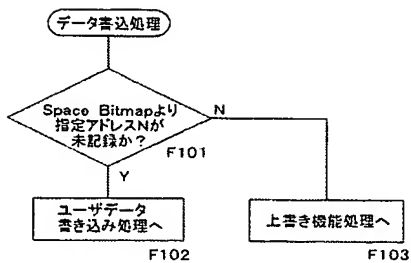 データ書込処理
Space Bitmapより
指定アドレスNが
未記録か?
N
F101
Y
ユーザデータ
書き込み処理へ
上書き機能処理へ
F102
F103